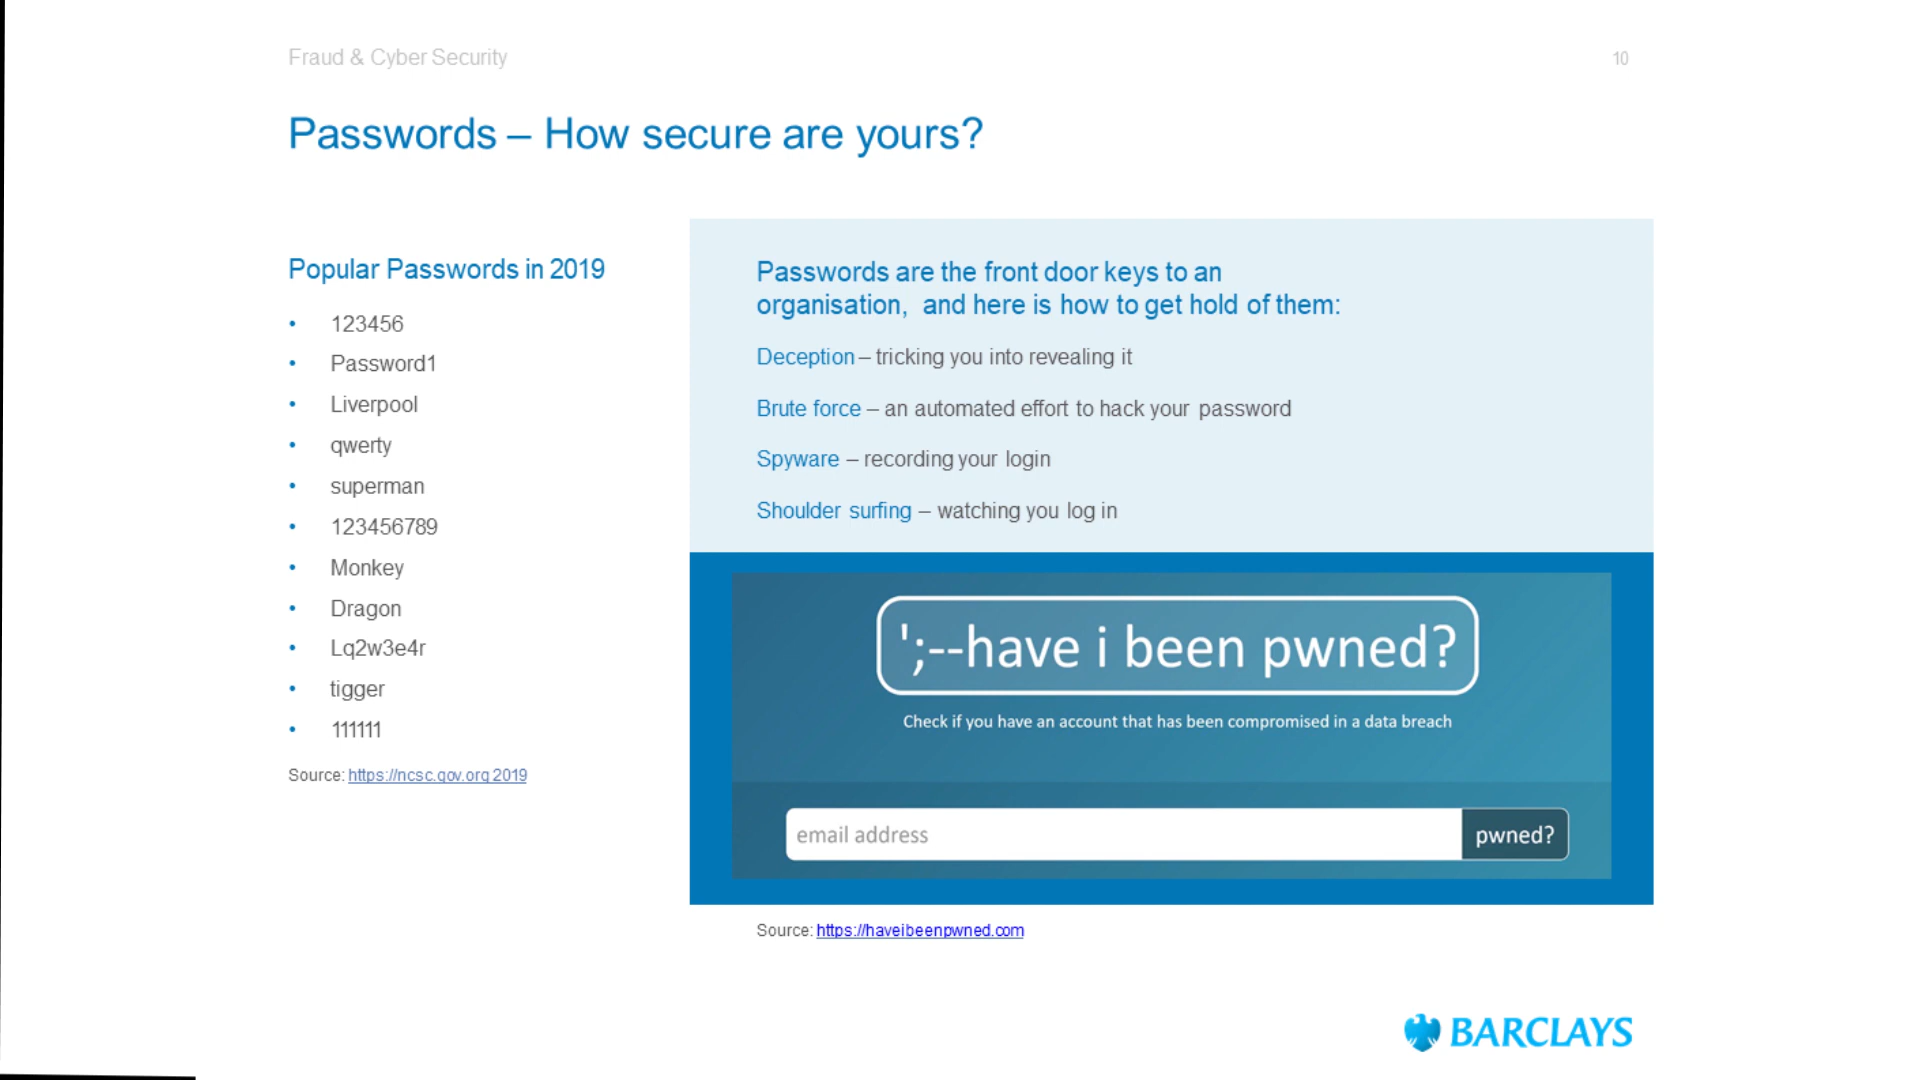 Fraud & Cyber Security
10
Passwords – How secure are yours?
Popular Passwords in 2019
• 123456
• Password1
• Liverpool
• qwerty
• superman
• 123456789
• Monkey
• Dragon
• Lq2w3e4r
• tigger
• 111111
Source: https://ncsc.gov.org 2019
Passwords are the front door keys to an
organisation, and here is how to get hold of them:
Deception – tricking you into revealing it
Brute force – an automated effort to hack your password
Spyware – recording your login
Shoulder surfing – watching you log in
';--have i been pwned?
Check if you have an account that has been compromised in a data breach
email address
pwned?
Source: https://haveibeenpwned.com
BARCLAYS